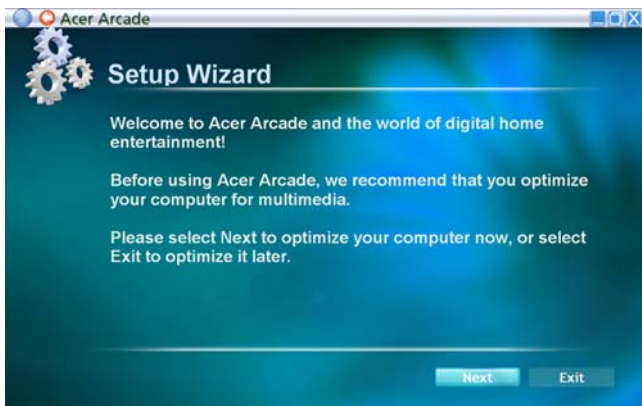 Acer Arcade
Setup Wizard
Welcome to Acer Arcade and the world of digital home
entertainment!
Before using Acer Arcade, we recommend that you optimize
your computer for multimedia.
Please select Next to optimize your computer now, or select
Exit to optimize it later.
Next Exit